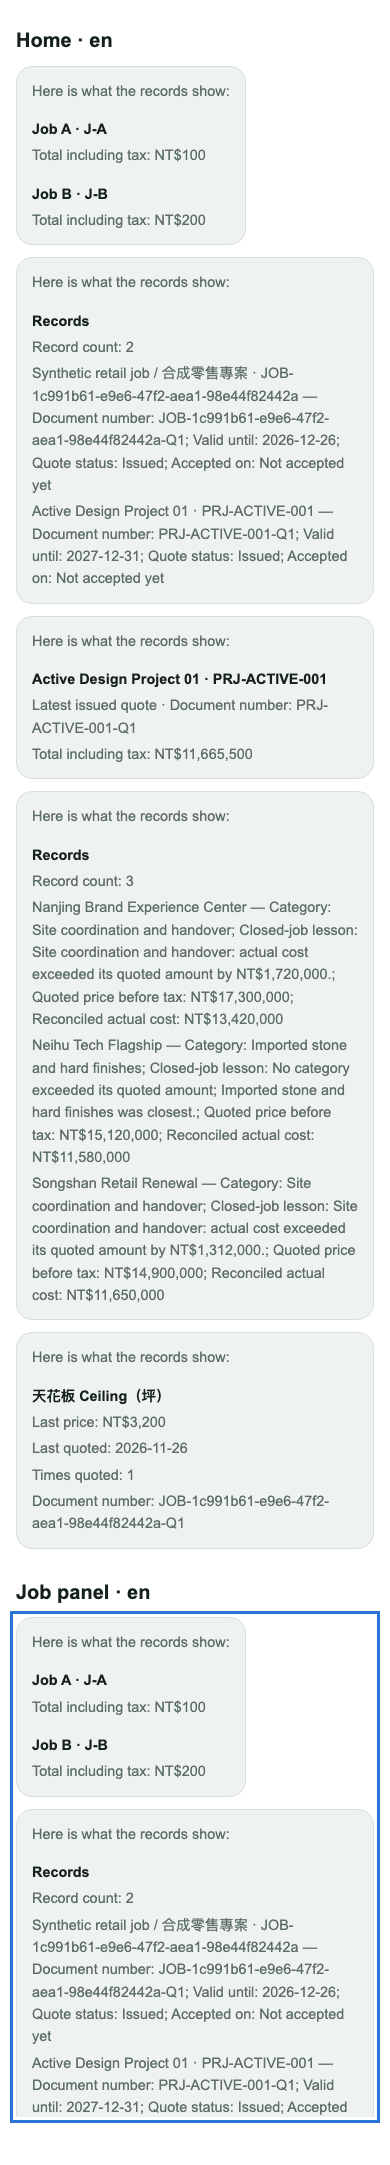 Home · en
Here is what the records show:
Job A · J-A
Total including tax: NT$100
Job B · J-B
Total including tax: NT$200
Here is what the records show:
Records
Record count: 2
Synthetic retail job / 合成零售專案 · JOB-
1c991b61-e9e6-47f2-aea1-98e44f82442a —
Document number: JOB-1c991b61-e9e6-47f2-
aea1-98e44f82442a-Q1; Valid until: 2026-12-26;
Quote status: Issued; Accepted on: Not accepted
yet
Active Design Project 01 · PRJ-ACTIVE-001 —
Document number: PRJ-ACTIVE-001-Q1; Valid
until: 2027-12-31; Quote status: Issued; Accepted
on: Not accepted yet
Here is what the records show:
Active Design Project 01 · PRJ-ACTIVE-001
Latest issued quote · Document number: PRJ-
ACTIVE-001-Q1
Total including tax: NT$11,665,500
Here is what the records show:
Records
Record count: 3
Nanjing Brand Experience Center — Category:
Site coordination and handover; Closed-job lesson:
Site coordination and handover: actual cost
exceeded its quoted amount by NT$1,720,000.;
Quoted price before tax: NT$17,300,000;
Reconciled actual cost: NT$13,420,000
Neihu Tech Flagship — Category: Imported stone
and hard finishes; Closed-job lesson: No category
exceeded its quoted amount; Imported stone and
hard finishes was closest.; Quoted price before
tax: NT$15,120,000; Reconciled actual cost:
NT$11,580,000
Songshan Retail Renewal — Category: Site
coordination and handover; Closed-job lesson: Site
coordination and handover: actual cost exceeded
its quoted amount by NT$1,312,000.; Quoted price
before tax: NT$14,900,000; Reconciled actual
cost: NT$11,650,000
Here is what the records show:
天花板 Ceiling（坪）
Last price: NT$3,200
Last quoted: 2026-11-26
Times quoted: 1
Document number: JOB-1c991b61-e9e6-47f2-
aea1-98e44f82442a-Q1
Job panel · en
Here is what the records show:
Job A · J-A
Total including tax: NT$100
Job B · J-B
Total including tax: NT$200
Here is what the records show:
Records
Record count: 2
Synthetic retail job / 合成零售專案 · JOB-
1c991b61-e9e6-47f2-aea1-98e44f82442a —
Document number: JOB-1c991b61-e9e6-47f2-
aea1-98e44f82442a-Q1; Valid until: 2026-12-26;
Quote status: Issued; Accepted on: Not accepted
yet
Active Design Project 01 · PRJ-ACTIVE-001 —
Document number: PRJ-ACTIVE-001-Q1; Valid
until: 2027-12-31; Quote status: Issued; Accepted